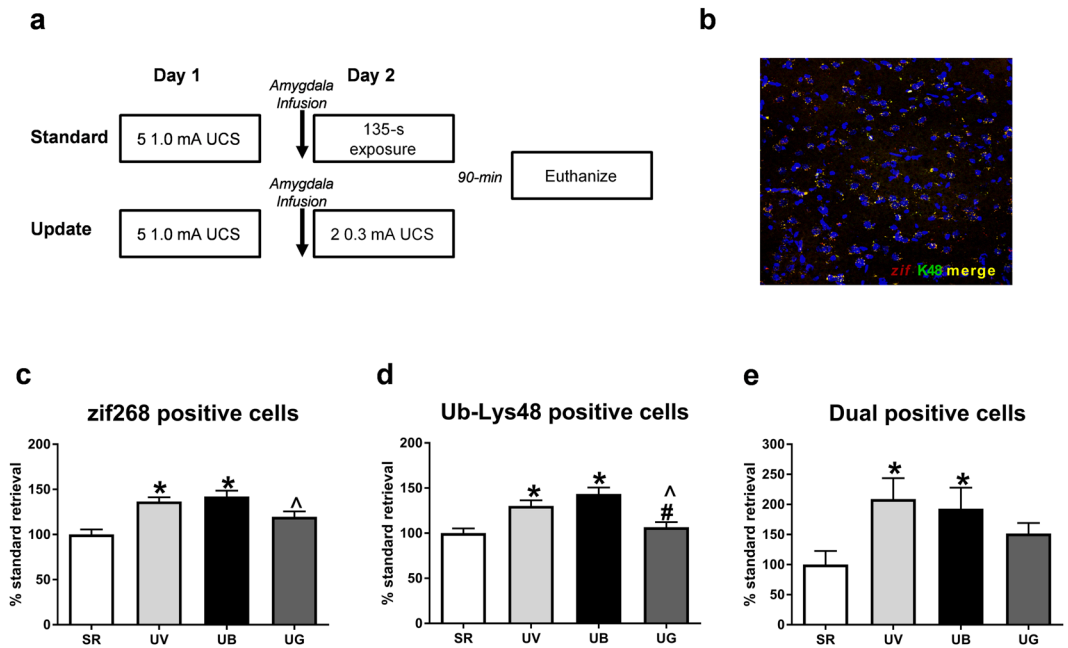 a
Day 1
Day 2
Amygdala
Infusion
Standard
5 1.0 mA UCS
135-s
exposure
90-min
Euthanize
Amygdala
Infusion
Update
5 1.0 mA UCS
2 0.3 mA UCS
b
zif K48 merge
c
zif268 positive cells
% standard retrieval
200
150
100
50
0
*
*
^
SR UV UB UG
d
Ub-Lys48 positive cells
% standard retrieval
200
150
100
50
0
*
*
^
#
SR UV UB UG
e
Dual positive cells
% standard retrieval
300
250
200
150
100
50
0
*
*
SR UV UB UG